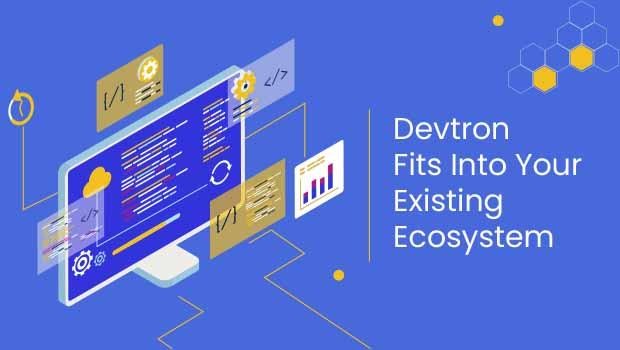 Devtron
Fits Into Your
Existing
Ecosystem
{/}
</>
</>
{/}